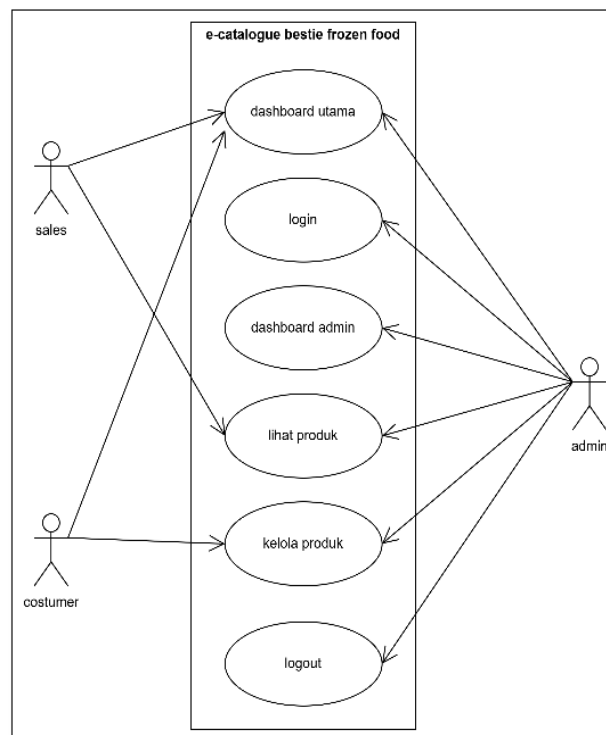 e-catalogue bestie frozen food
dashboard utama
sales
login
dashboard admin
lihat produk
admin
kelola produk
costumer
logout